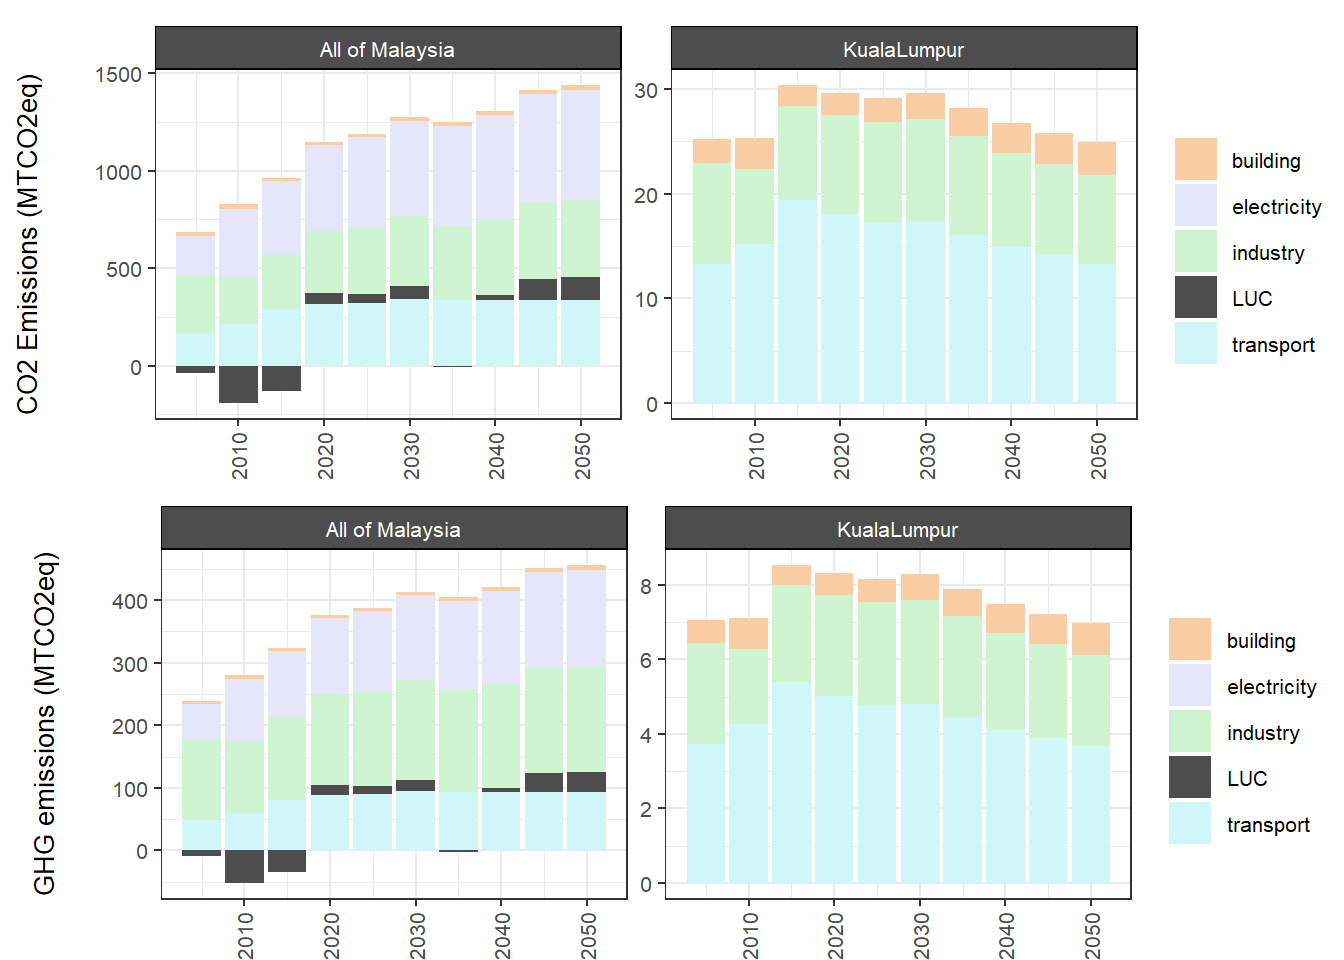 All of Malaysia
KualaLumpur
CO2 Emissions (MTCO2eq)
1500
1000
500
0
30
20
10
0
2010
2020
2030
2040
2050
2010
2020
2030
2040
2050
building
electricity
industry
LUC
transport
All of Malaysia
KualaLumpur
GHG emissions (MTCO2eq)
400
300
200
100
0
8
6
4
2
0
2010
2020
2030
2040
2050
2010
2020
2030
2040
2050
building
electricity
industry
LUC
transport